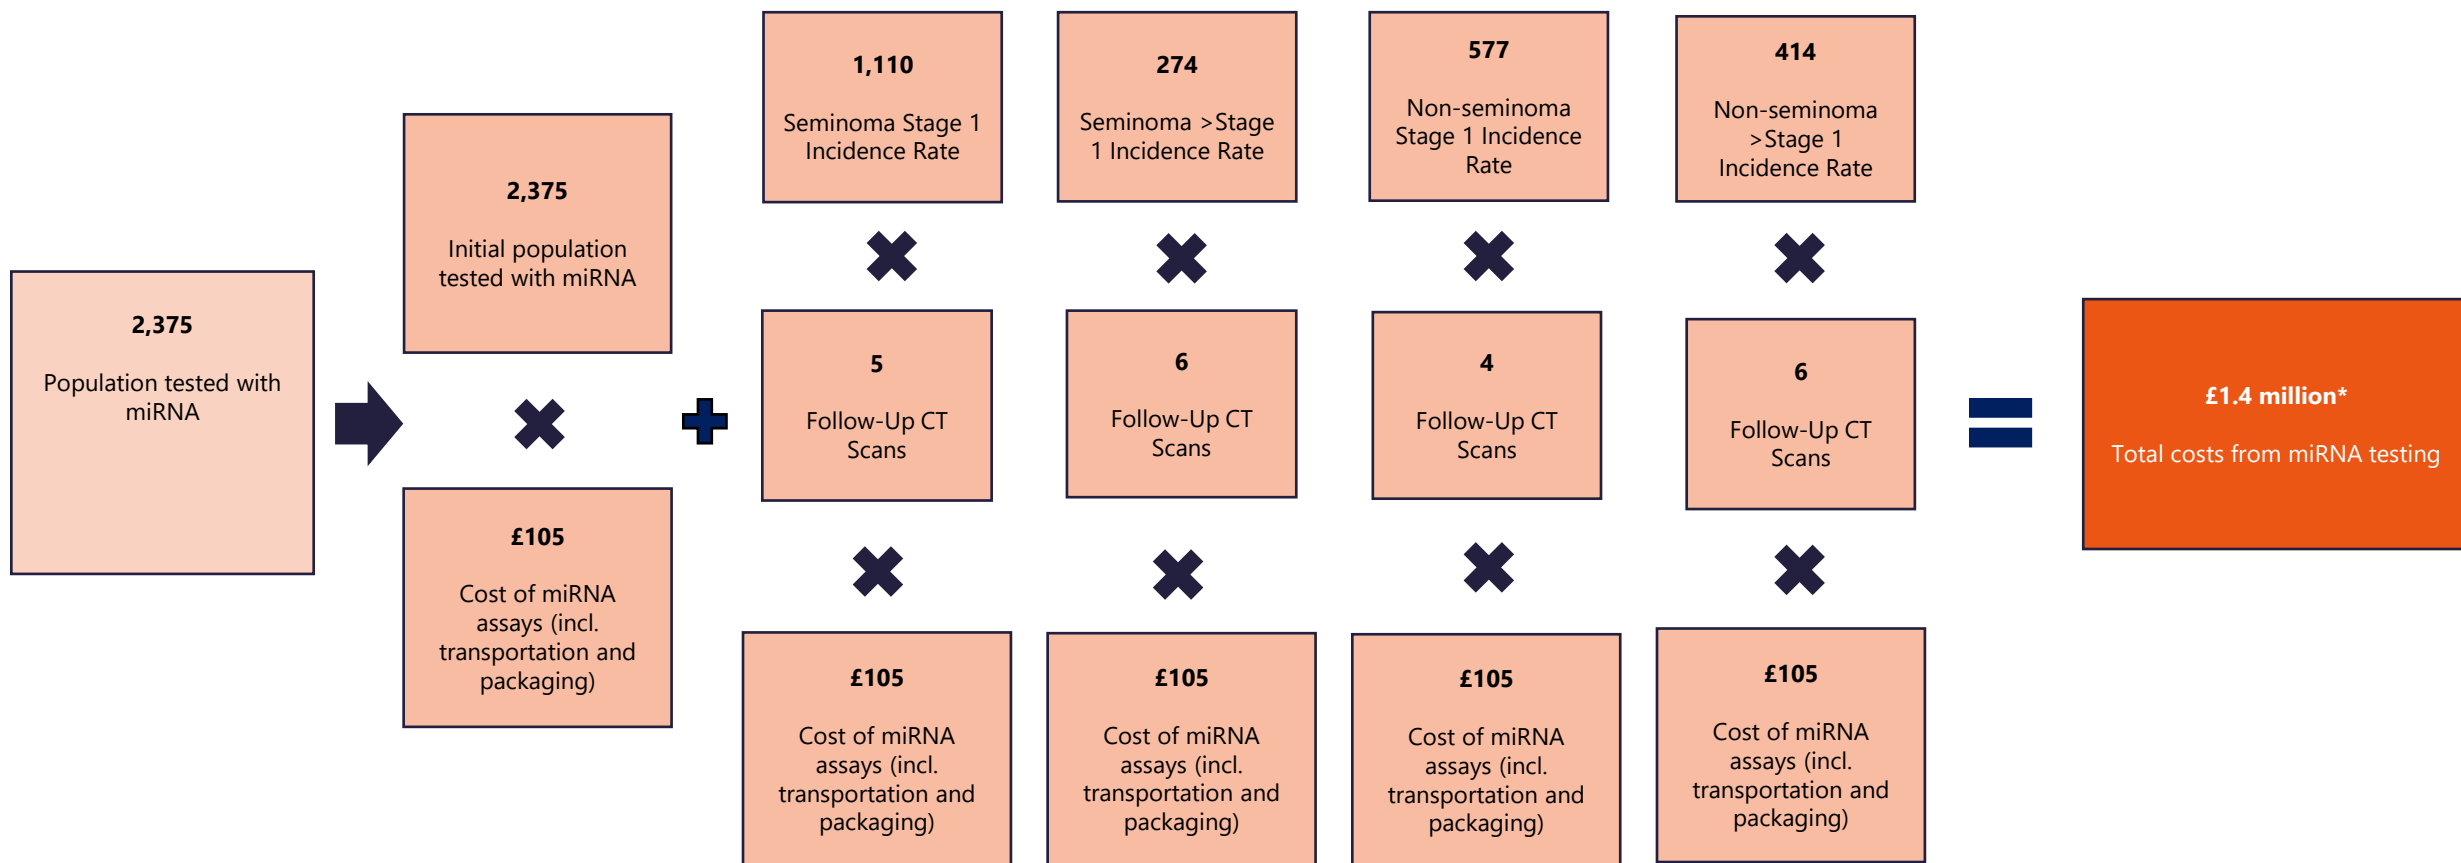 2,375
Population tested with
miRNA
2,375
Initial population
tested with miRNA
£105
Cost of miRNA
assays (incl.
transportation and
packaging)
1,110
Seminoma Stage 1
Incidence Rate
5
Follow-Up CT
Scans
£105
Cost of miRNA
assays (incl.
transportation and
packaging)
274
Seminoma >Stage
1 Incidence Rate
6
Follow-Up CT
Scans
£105
Cost of miRNA
assays (incl.
transportation and
packaging)
577
Non-seminoma
Stage 1 Incidence
Rate
4
Follow-Up CT
Scans
£105
Cost of miRNA
assays (incl.
transportation and
packaging)
414
Non-seminoma
>Stage 1
Incidence Rate
6
Follow-Up CT
Scans
£105
Cost of miRNA
assays (incl.
transportation and
packaging)
£1.4 million*
Total costs from miRNA testing